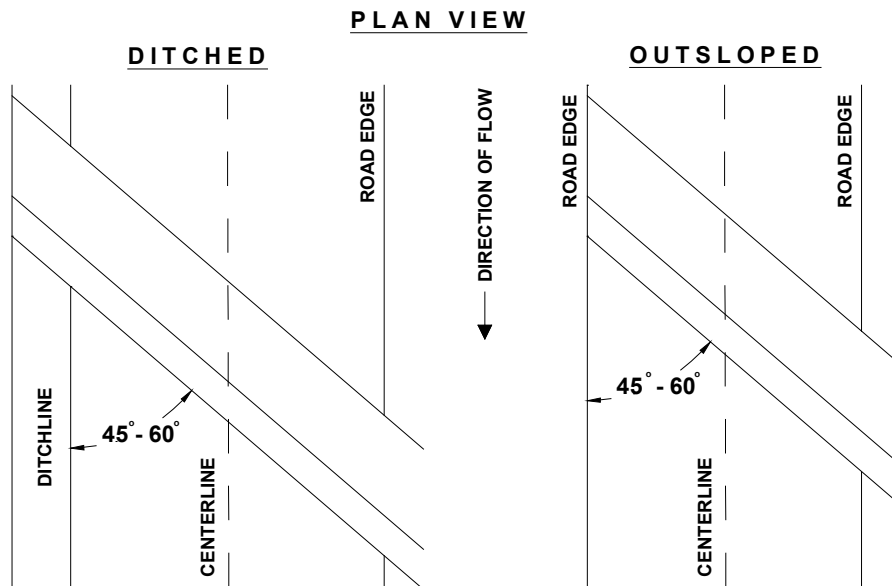 PLAN VIEW
DITCHED
OUTSLOPED
ROAD EDGE
DIRECTION OF FLOW
ROAD EDGE
ROAD EDGE
45° - 60°
45° - 60°
DITCHLINE
CENTERLINE
CENTERLINE